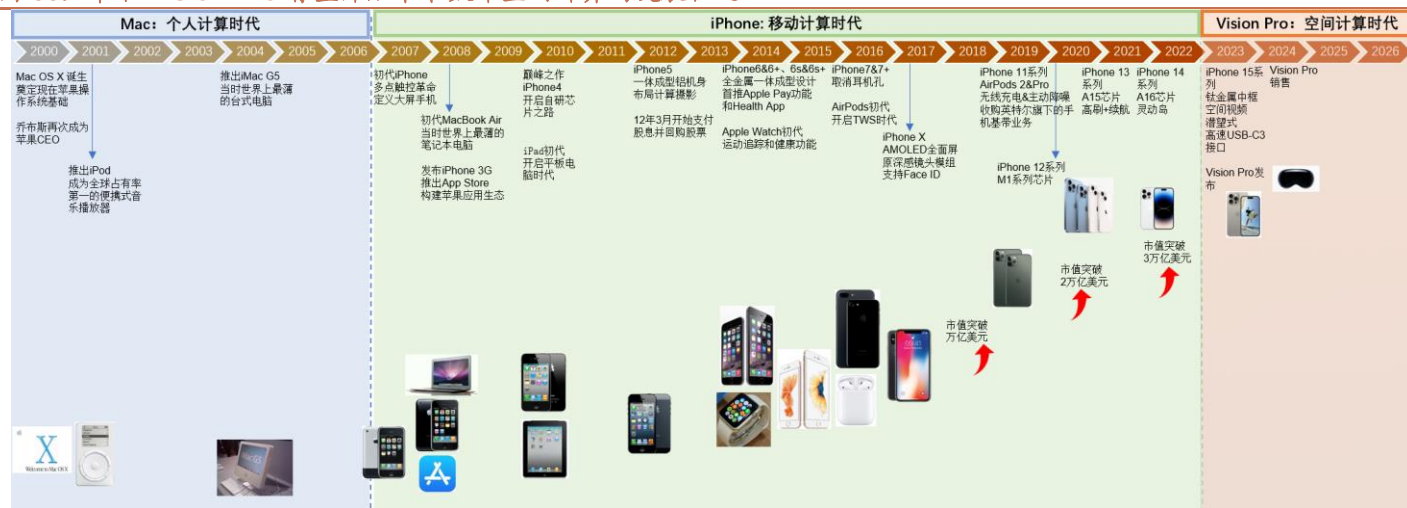 Mac：个人计算时代
iPhone: 移动计算时代
Vision Pro：空间计算时代
2000 2001 2002 2003 2004 2005 2006 2007 2008 2009 2010 2011 2012 2013 2014 2015 2016 2017 2018 2019 2020 2021 2022 2023 2024 2025 2026
Mac OS X 诞生
奠定现在苹果操
作系统基础
乔布斯再次成为
苹果CEO
推出iPod
成为全球占有率
第一的便携式音
乐播放器
推出iMac G5
当时世界上最薄
的台式电脑
初代iPhone
多点触控革命
定义大屏手机
初代MacBook Air
当时世界上最薄的
笔记本电脑
发布iPhone 3G
推出App Store
构建苹果应用生态
巅峰之作
iPhone4
开启自研芯
片之路
iPad初代
开启平板电
脑时代
iPhone5
一体成型铝机身
布局计算摄影
12年3月开始支付
股息并回购股票
iPhone6&6+、6s&6s+
全金属一体成型设计
首推Apple Pay功能
和Health App
Apple Watch初代
运动追踪和健康功能
iPhone7&7+
取消耳机孔
AirPods初代
开启TWS时代
iPhone X
AMOLED全面屏
原深感镜头模组
支持Face ID
市值突破
万亿美元
iPhone 11系列
AirPods 2&Pro
无线充电&主动降噪
收购英特尔旗下的手
机基带业务
iPhone 12系列
M1系列芯片
市值突破
2万亿美元
iPhone 13
系列
A15芯片
高刷+续航
iPhone 14
系列
A16芯片
灵动岛
市值突破
3万亿美元
iPhone 15系
列
钛金属中框
空间视频
潜望式
高速USB-C3
接口
Vision Pro发
布
Vision Pro
销售
X